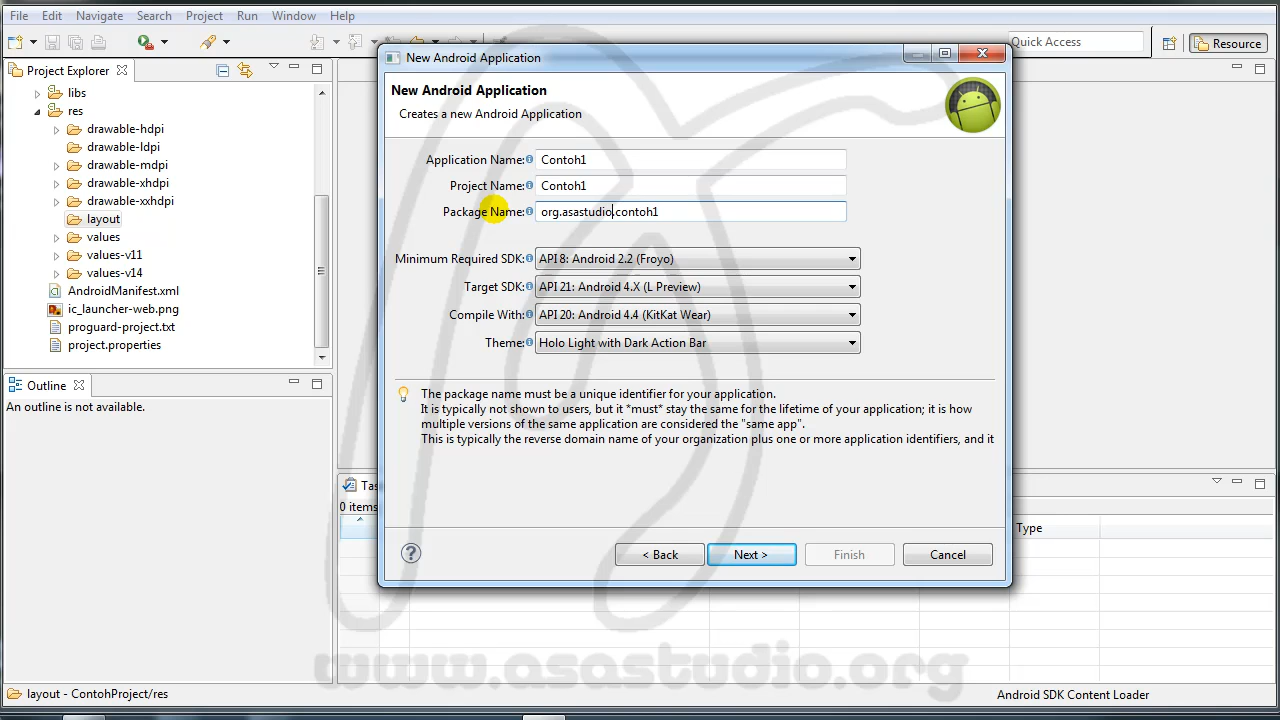 File Edit Navigate Search Project Run Window Help
Quick Access
Resource
Project Explorer
libs
res
drawable-hdpi
drawable-ldpi
drawable-mdpi
drawable-xhdpi
drawable-xxhdpi
layout
values
values-v11
values-v14
AndroidManifest.xml
ic_launcher-web.png
proguard-project.txt
project.properties
Outline
An outline is not available.
New Android Application
New Android Application
Creates a new Android Application
Application Name: Contoh1
Project Name: Contoh1
Package Name: org.asastudio.contoh1
Minimum Required SDK: API 8: Android 2.2 (Froyo)
Target SDK: API 21: Android 4.X (L Preview)
Compile With: API 20: Android 4.4 (KitKat Wear)
Theme: Holo Light with Dark Action Bar
The package name must be a unique identifier for your application.
It is typically not shown to users, but it *must* stay the same for the lifetime of your application; it is how
multiple versions of the same application are considered the "same app".
This is typically the reverse domain name of your organization plus one or more application identifiers, and it
< Back Next > Finish Cancel
Tas
0 items
Type
www.asastudio.org
layout - ContohProject/res
Android SDK Content Loader